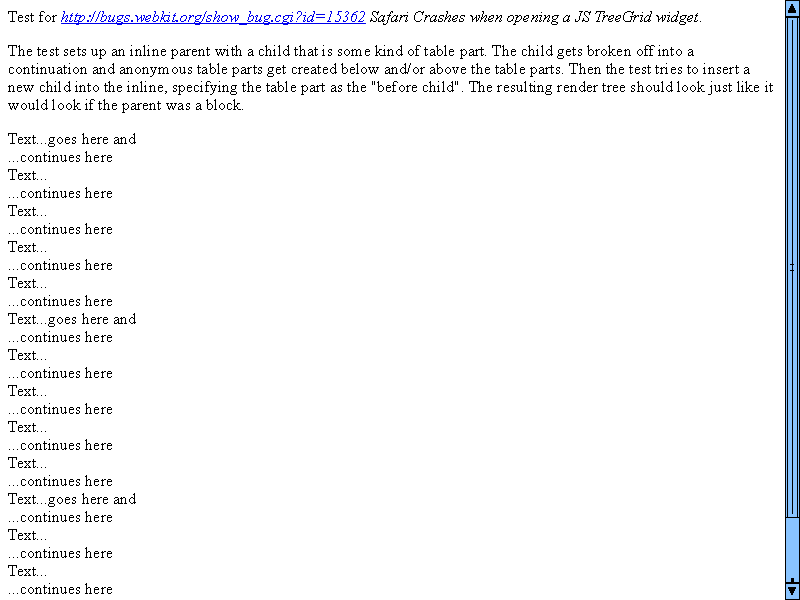 Test for http://bugs.webkit.org/show_bug.cgi?id=15362 Safari Crashes when opening a JS TreeGrid widget.
The test sets up an inline parent with a child that is some kind of table part. The child gets broken off into a
continuation and anonymous table parts get created below and/or above the table parts. Then the test tries to insert a
new child into the inline, specifying the table part as the "before child". The resulting render tree should look just like it
would look if the parent was a block.
Text...goes here and
...continues here
Text...
...continues here
Text...
...continues here
Text...
...continues here
Text...
...continues here
Text...goes here and
...continues here
Text...
...continues here
Text...
...continues here
Text...
...continues here
Text...
...continues here
Text...goes here and
...continues here
Text...
...continues here
Text...
...continues here